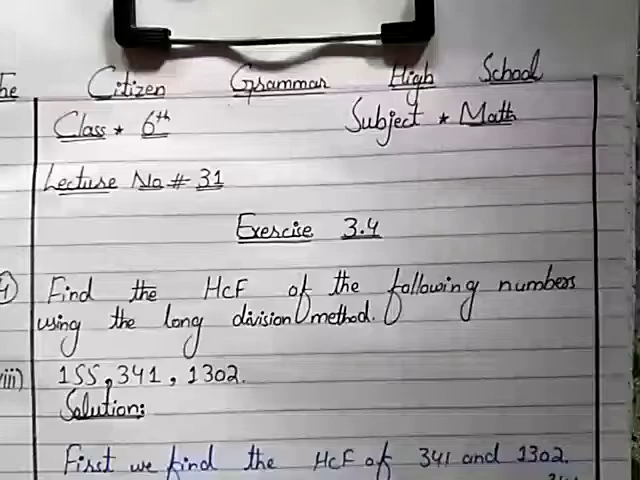 The Citizen Grammar High School
Class * 6th Subject * Math
Lecture No # 31
Exercise 3.4
4) Find the HCF of the following numbers
using the long division method.
viii) 155, 341, 1302.
Solution:
First we find the HCF of 341 and 1302.